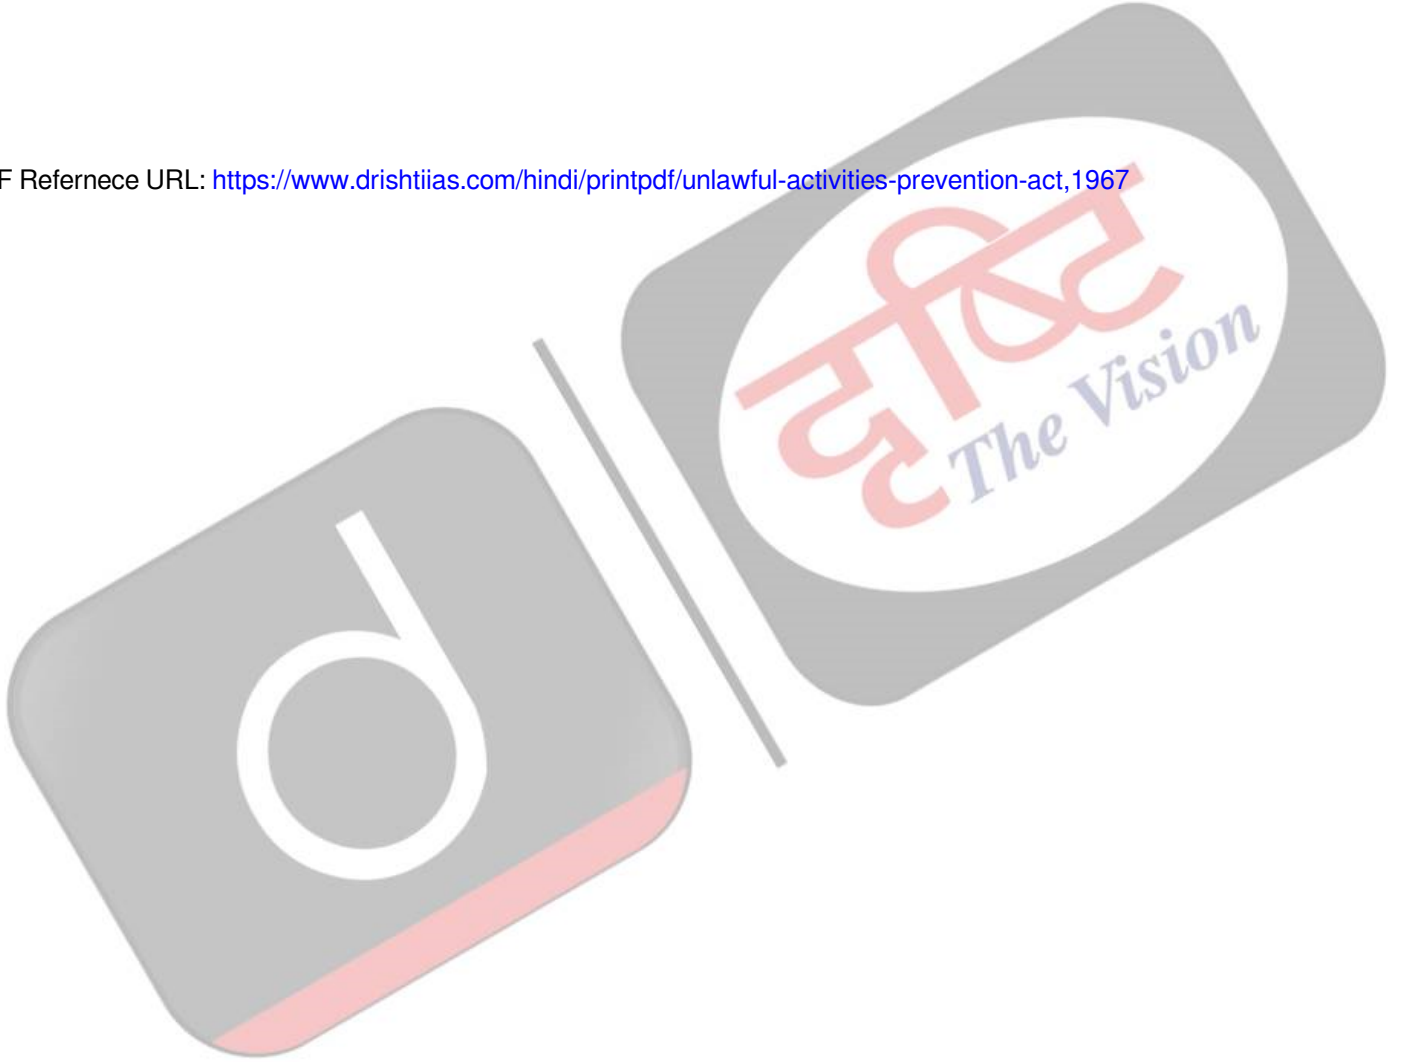 F Refernece URL: https://www.drishtiias.com/hindi/printpdf/unlawful-activities-prevention-act,1967
दृष्टि
The Vision
d